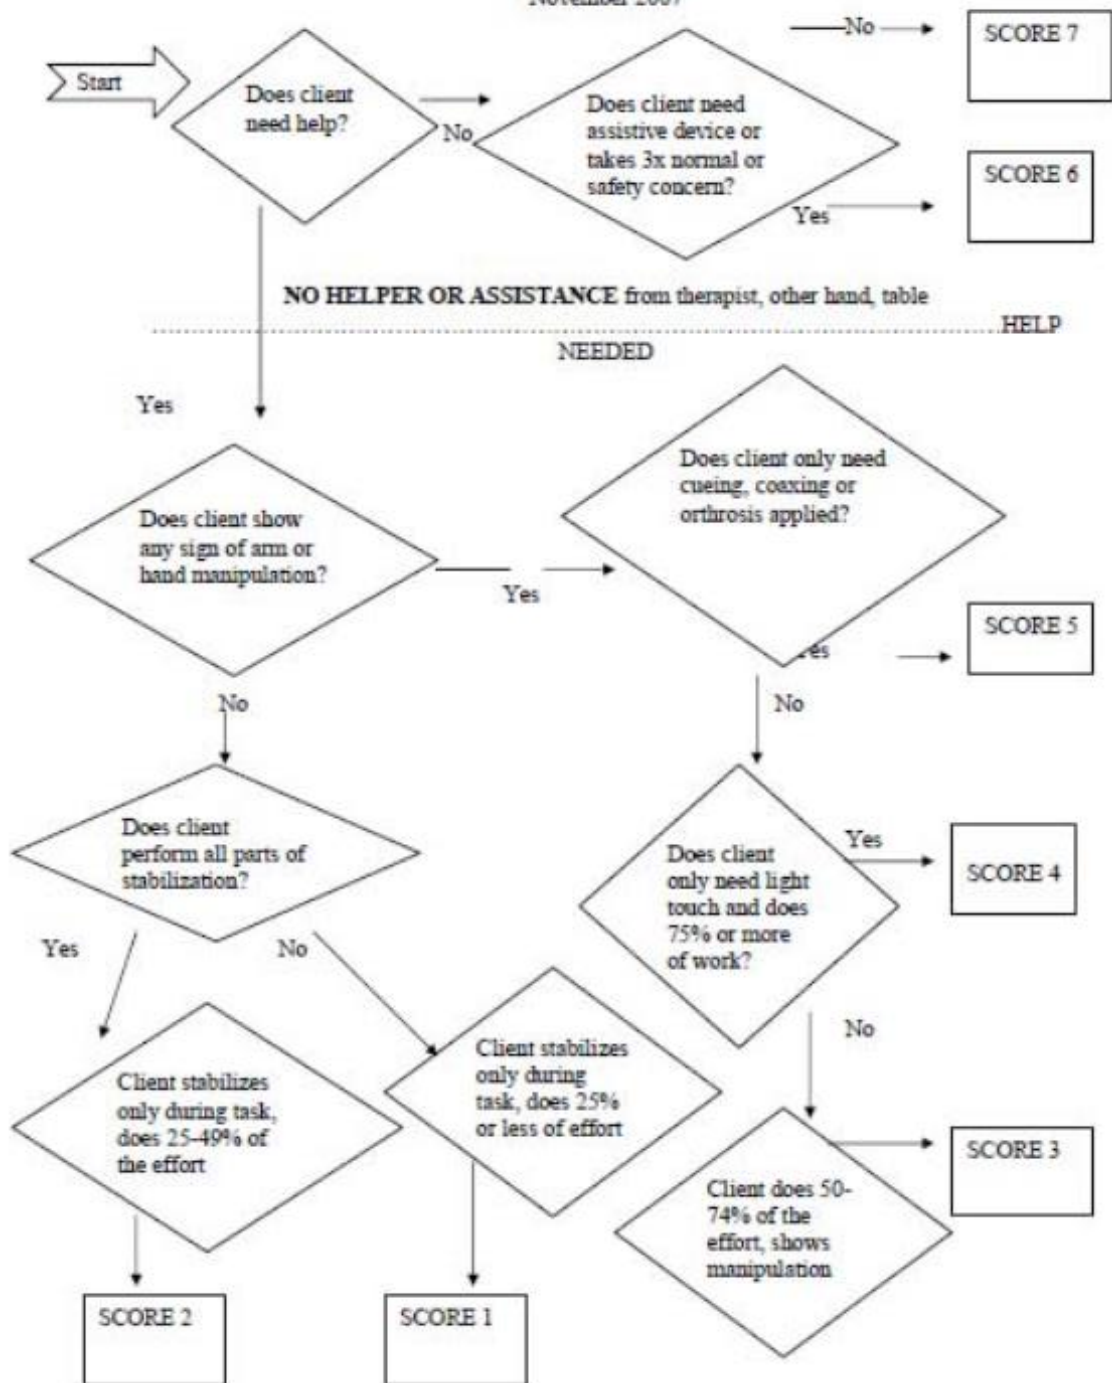 November 2007
Start
Does client
need help?
No
Does client need
assistive device or
takes 3x normal or
safety concern?
No
SCORE 7
Yes
SCORE 6
NO HELPER OR ASSISTANCE from therapist, other hand, table
HELP
NEEDED
Yes
Does client show
any sign of arm or
hand manipulation?
Yes
Does client only need
cueing, coaxing or
orthrosis applied?
es
SCORE 5
No
No
Does client
perform all parts of
stabilization?
Does client
only need light
touch and does
75% or more
of work?
Yes
SCORE 4
Yes
No
No
Client stabilizes
only during task,
does 25-49% of
the effort
Client stabilizes
only during
task, does 25%
or less of effort
Client does 50-
74% of the
effort, shows
manipulation
SCORE 3
SCORE 2
SCORE 1